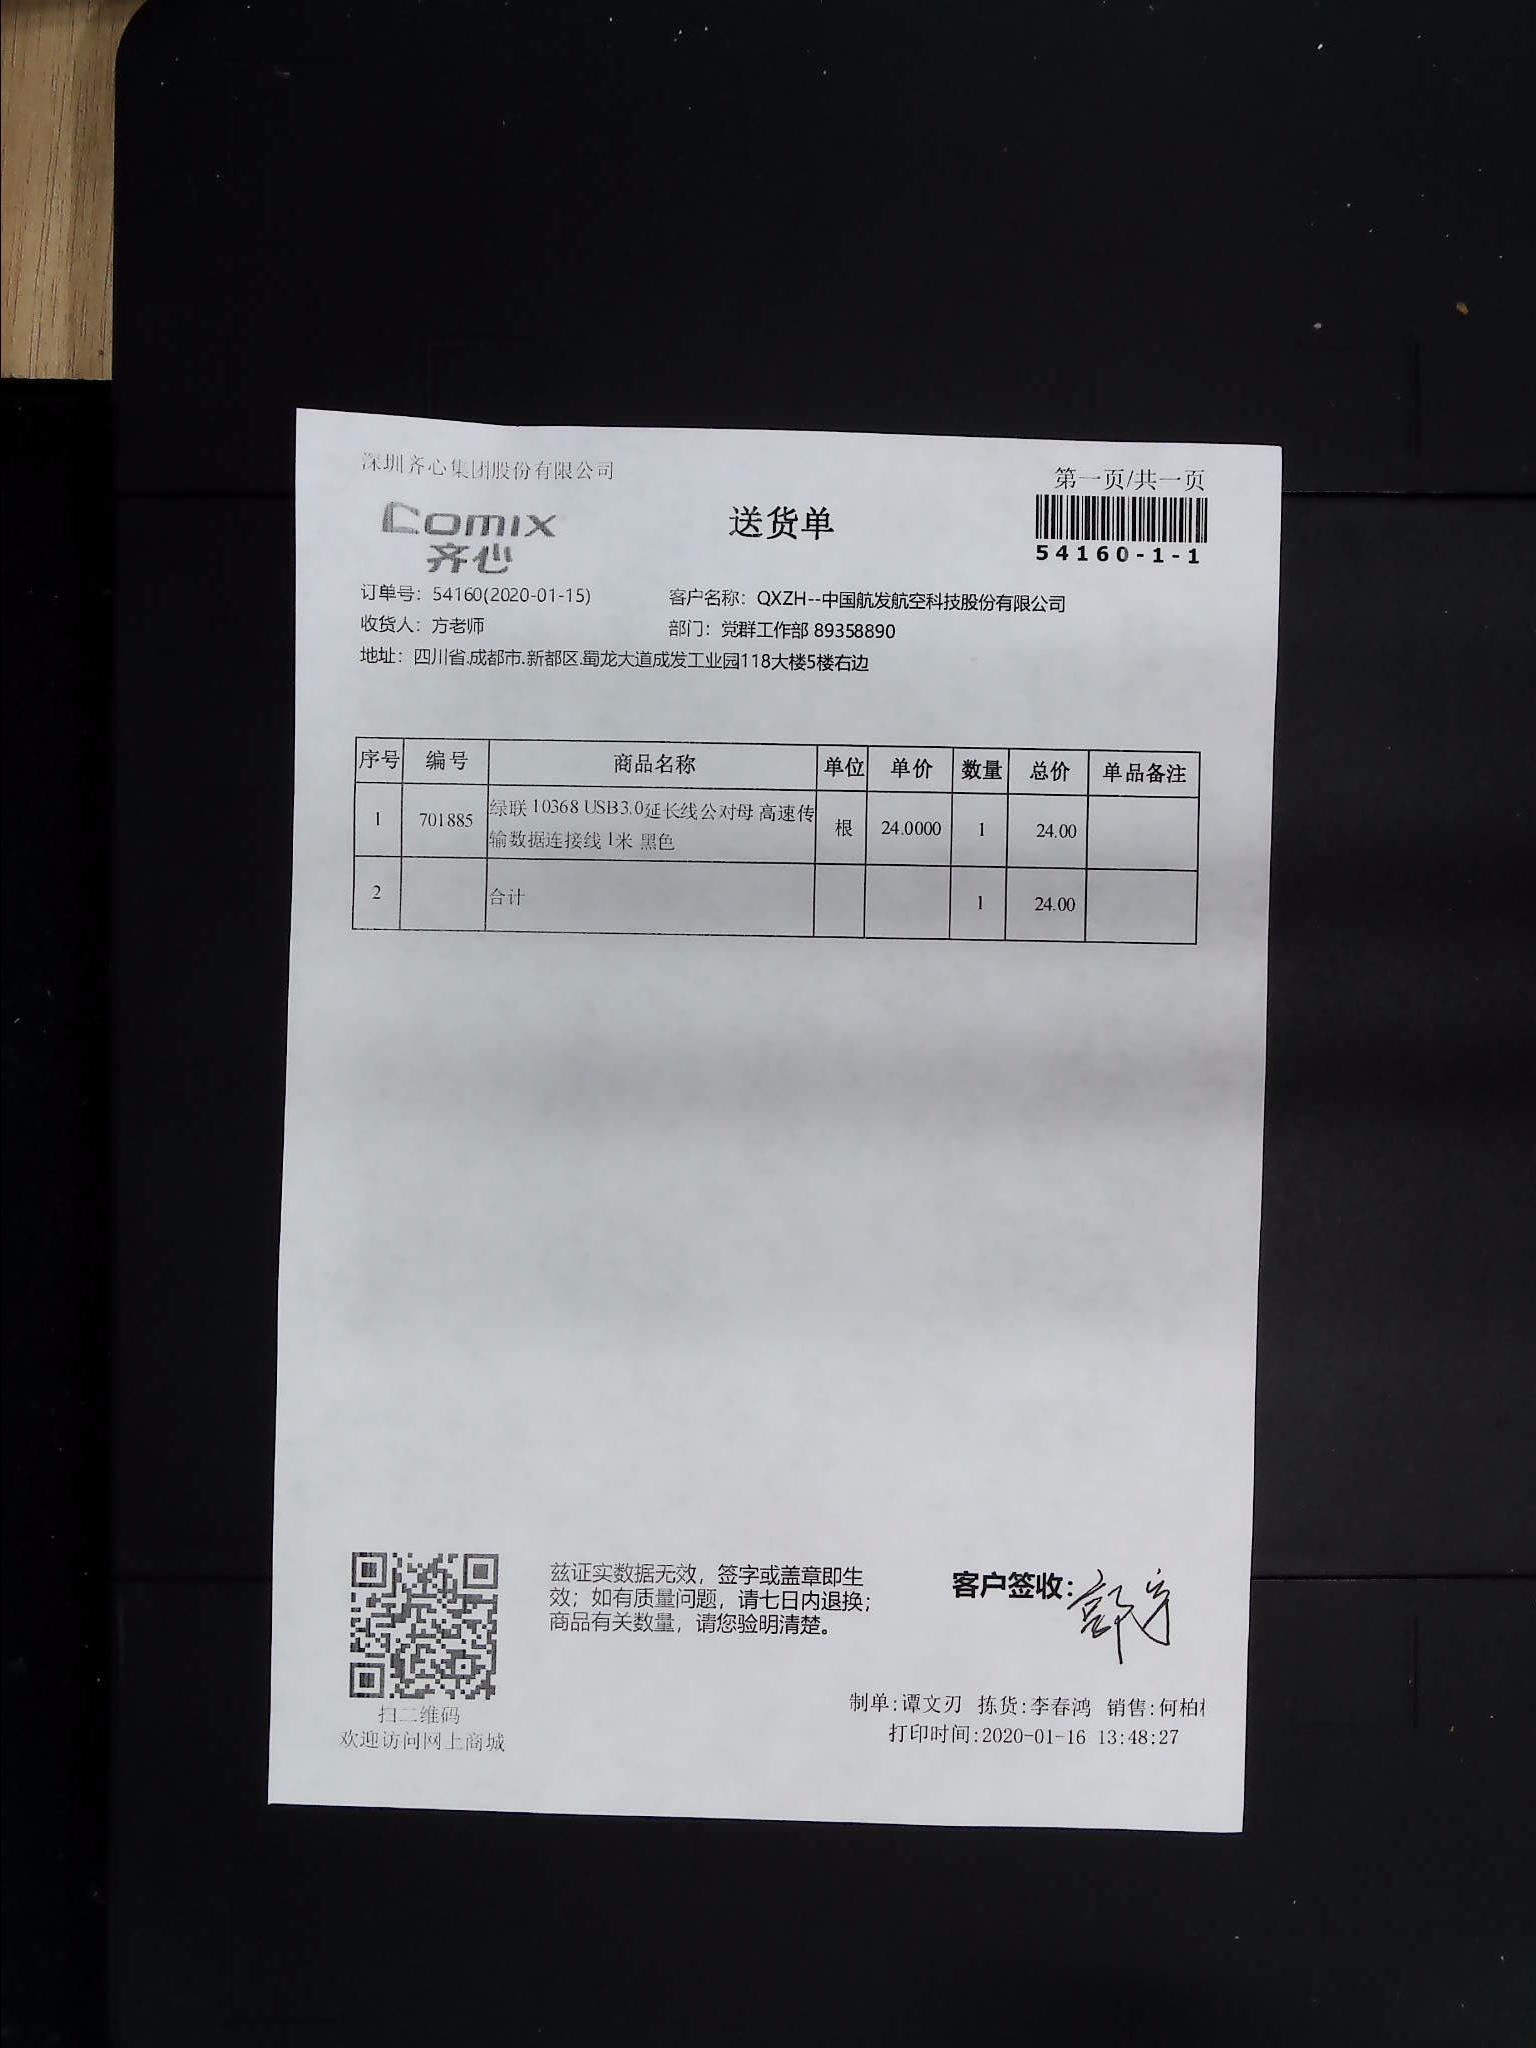 深圳齐心集团股份有限公司
第一页/共一页
Comix
齐心
送货单
54160-1-1
订单号：54160(2020-01-15)
客户名称：QXZH--中国航发航空科技股份有限公司
收货人：方老师
部门：党群工作部 89358890
地址：四川省.成都市.新都区.蜀龙大道成发工业园118大楼5楼右边
序号 编号 商品名称 单位 单价 数量 总价 单品备注
1 701885 绿联 10368 USB3.0延长线公对母 高速传 根 24.0000 1 24.00
输数据连接线 1米 黑色
2 合计 1 24.00
兹证实数据无效，签字或盖章即生
效；如有质量问题，请七日内退换；
商品有关数量，请您验明清楚。
客户签收：
扫二维码
欢迎访问网上商城
制单:谭文刃 拣货:李春鸿 销售:何柏
打印时间:2020-01-16 13:48:27